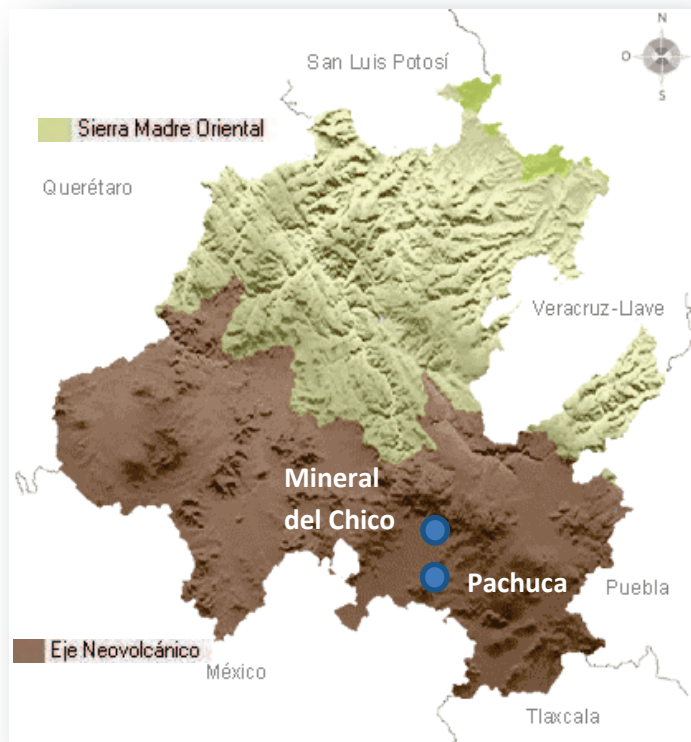 N
San Luis Potosí
O
S
Sierra Madre Oriental
Querétaro
Veracruz-Llave
Mineral
del Chico
Pachuca
Puebla
Eje Neovolcánico
México
Tlaxcala